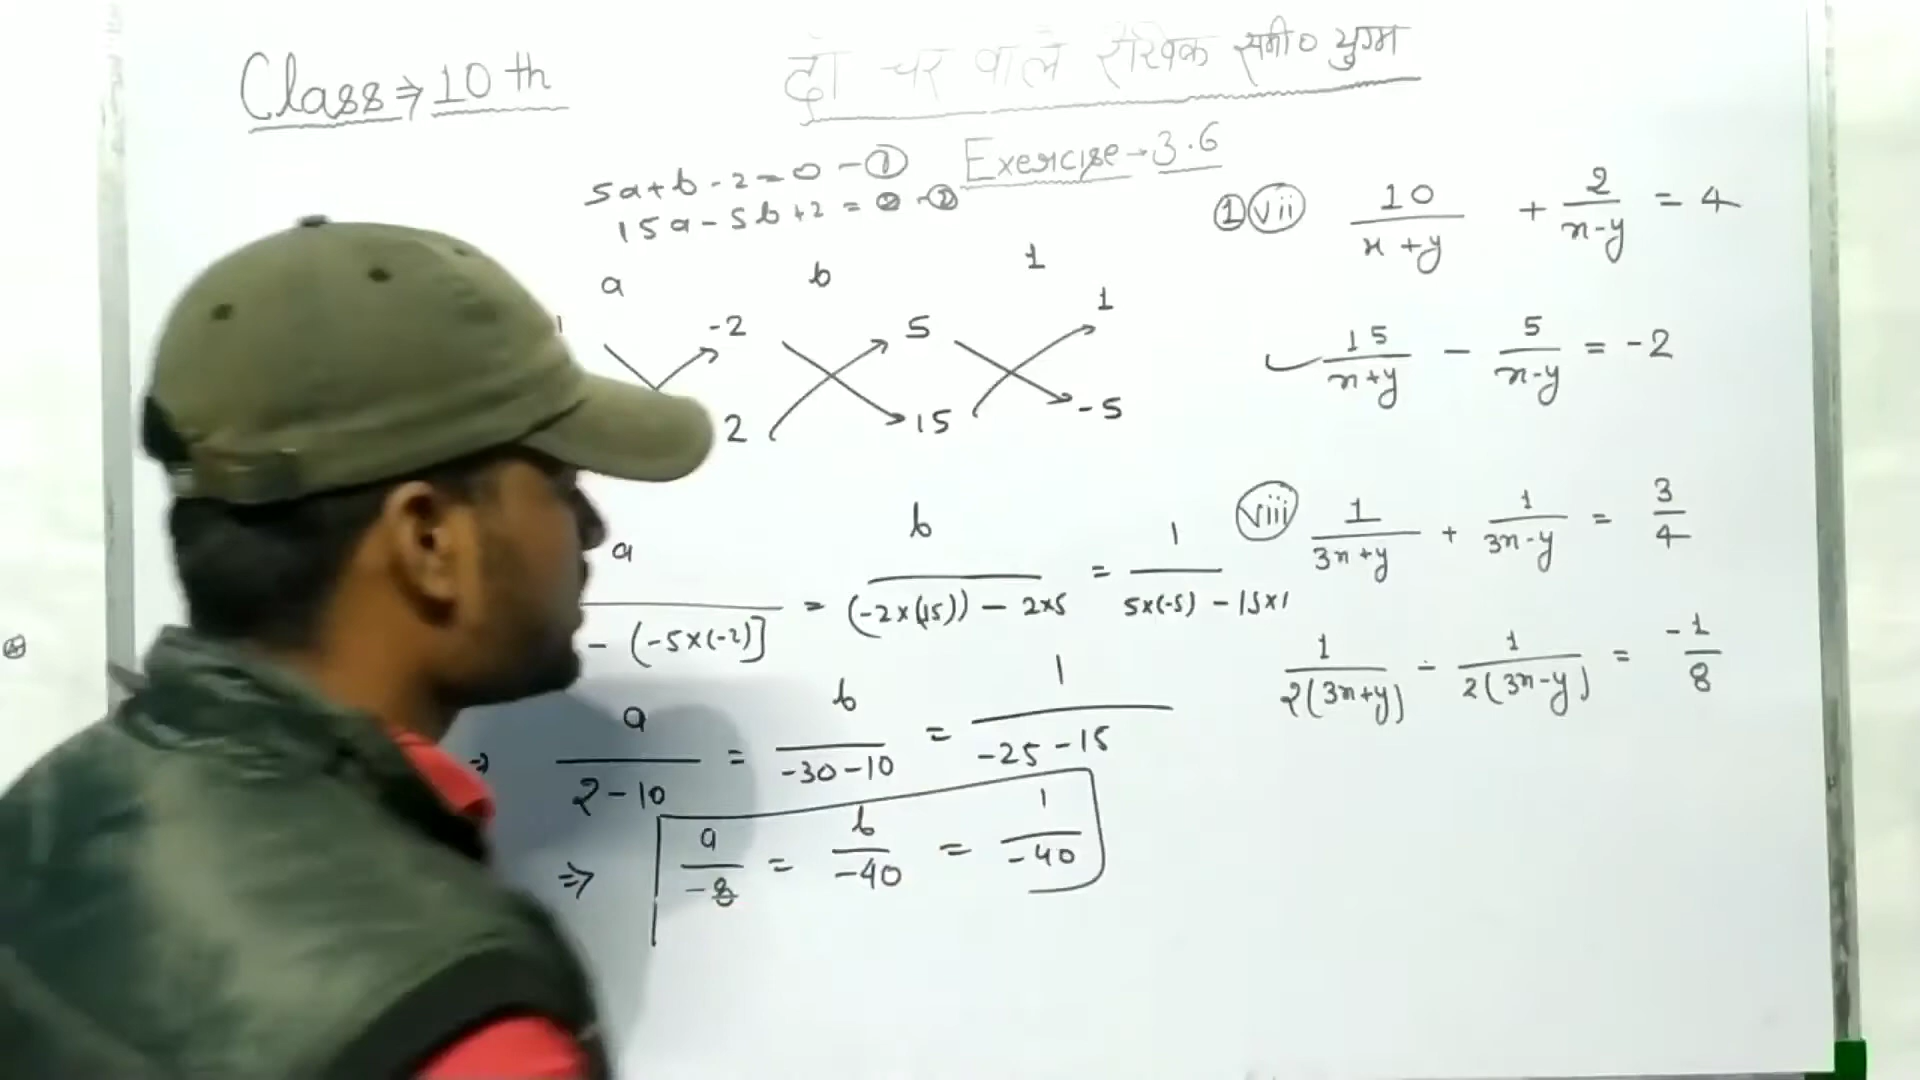 Class ⇒ 10 th
दो चर वाले रैखिक समी० युग्म
Exercise → 3.6
5a + b - 2 = 0 - ①
15a - 5b + 2 = 0 - ②
a b 1
-2 5 1
2 15 -5
a/( - (-5×(-2)] ) = b/((-2×(15)) - 2×5) = 1/(5×(-5) - 15×1)
⇒ a/(2-10) = b/(-30-10) = 1/(-25-15)
⇒ a/-8 = b/-40 = 1/-40
① (vii) 10/(x+y) + 2/(x-y) = 4
15/(x+y) - 5/(x-y) = -2
(viii) 1/(3x+y) + 1/(3x-y) = 3/4
1/(2(3x+y)) - 1/(2(3x-y)) = -1/8